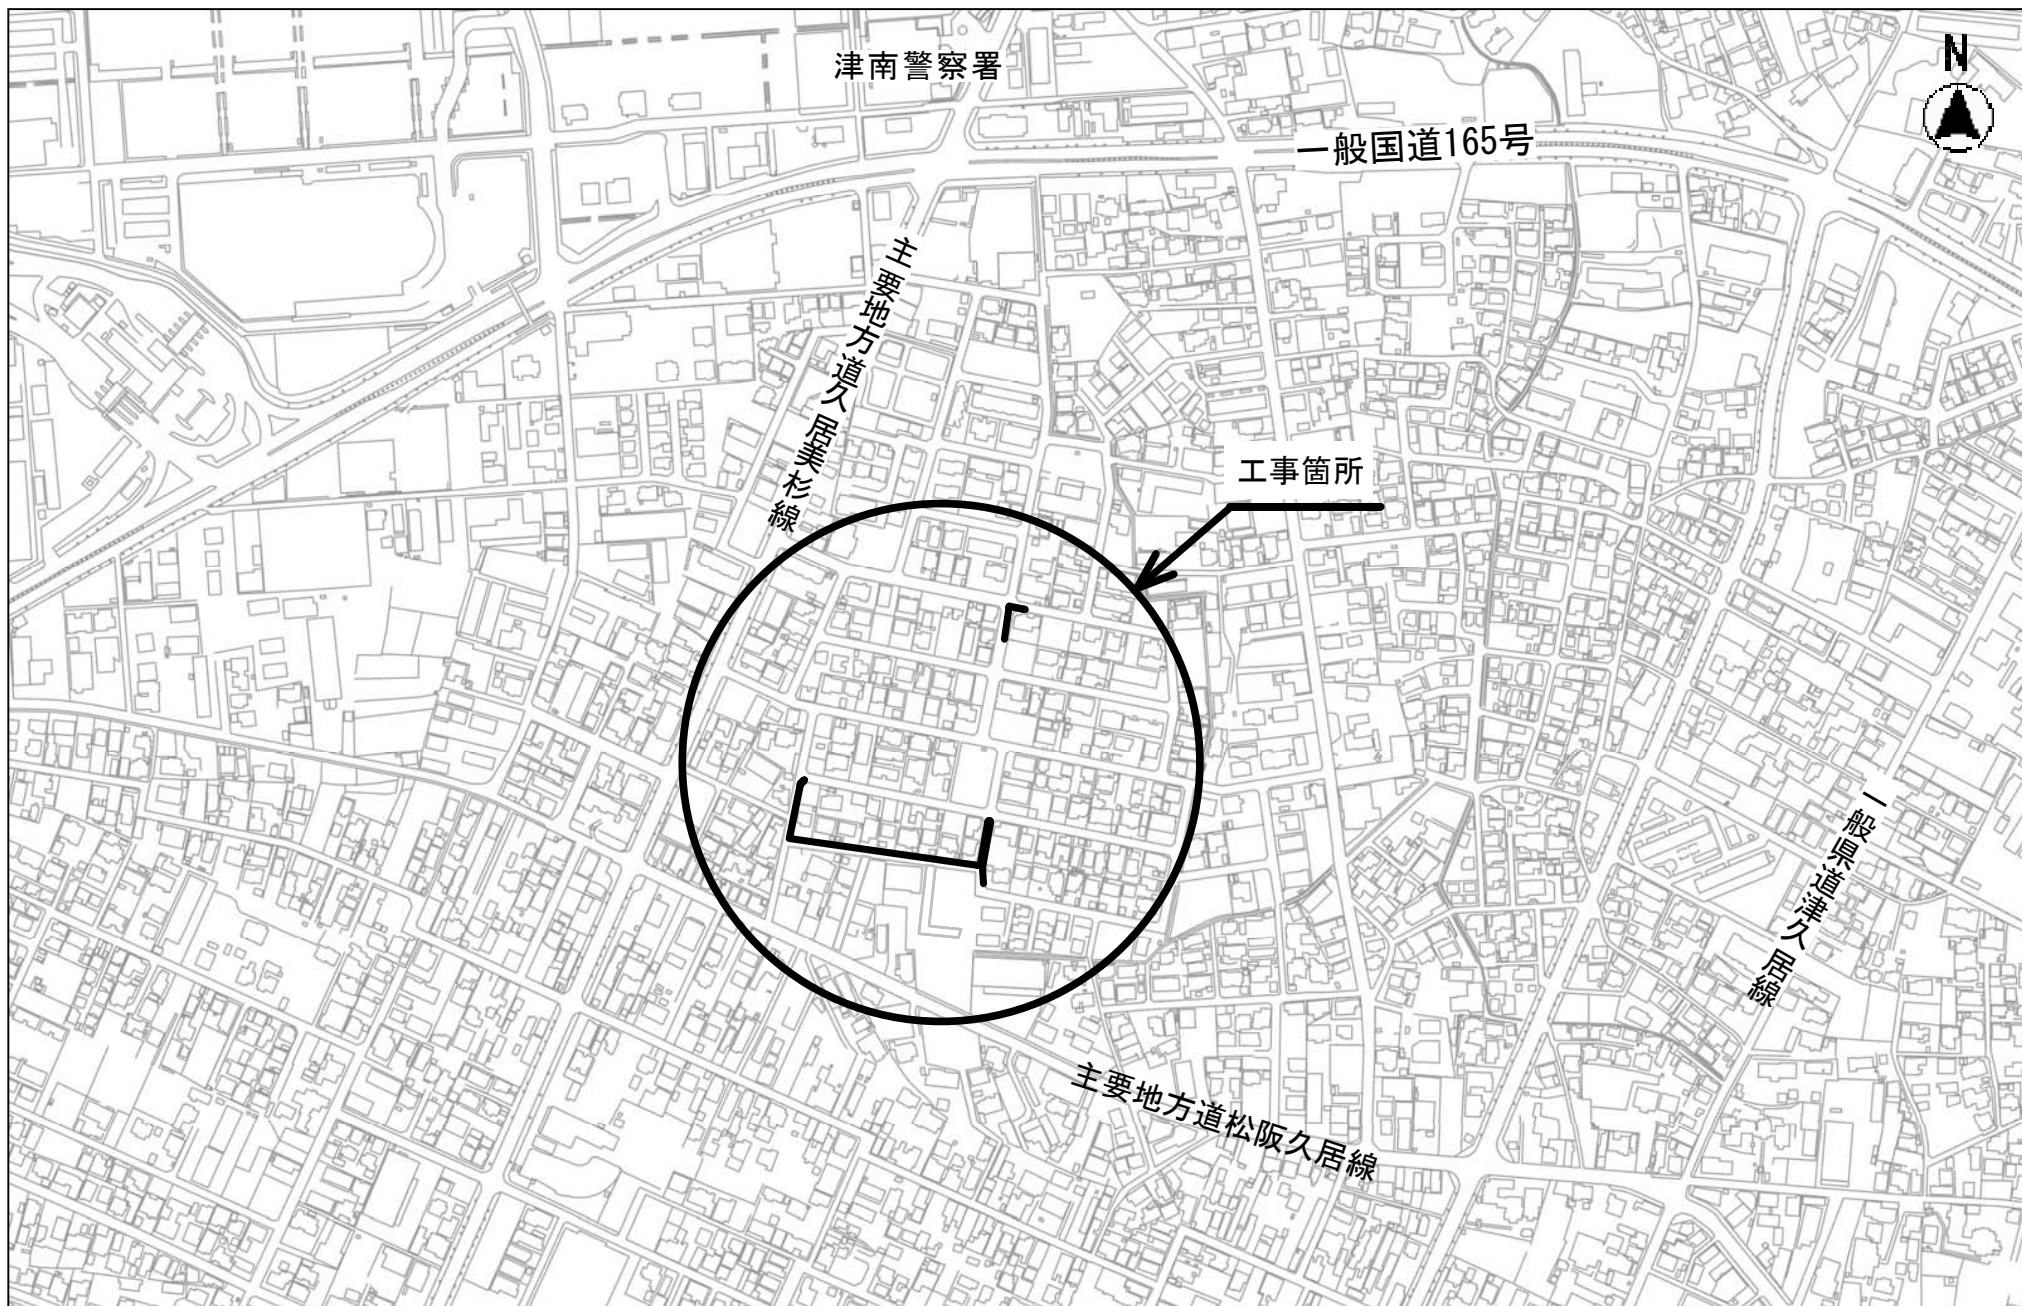 津南警察署
N
一般国道165号
主要地方道久居美杉線
工事箇所
一般県道津久居線
主要地方道松阪久居線